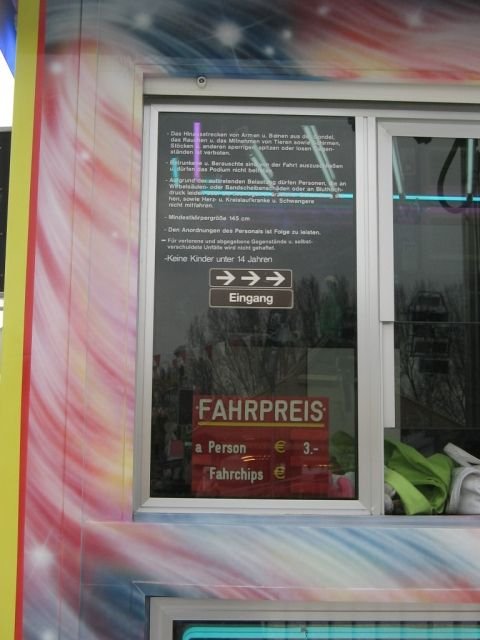 - Das Hinausstrecken von Armen u. Beinen aus der Gondel,
das Rauchen u. das Mitnehmen von Tieren sowie Schirmen,
Stöcken u. anderen sperrigen, spitzen oder losen Gegen-
ständen ist verboten.
- Betrunkene u. Berauschte sind von der Fahrt auszuschließen
u. dürfen das Podium nicht betreten.
- Aufgrund der auftretenden Belastung dürfen Personen, die an
Wirbelsäulen- oder Bandscheibenschäden oder an Bluthoch-
druck leiden
hen, sowie Herz- u. Kreislaufkranke u. Schwangere
nicht mitfahren.
- Mindestkörpergröße 145 cm
- Den Anordnungen des Personals ist Folge zu leisten.
- Für verlorene und abgegebene Gegenstände u. selbst-
verschuldete Unfälle wird nicht gehaftet.
-Keine Kinder unter 14 Jahren
Eingang
FAHRPREIS
a Person € 3.-
Fahrchips €